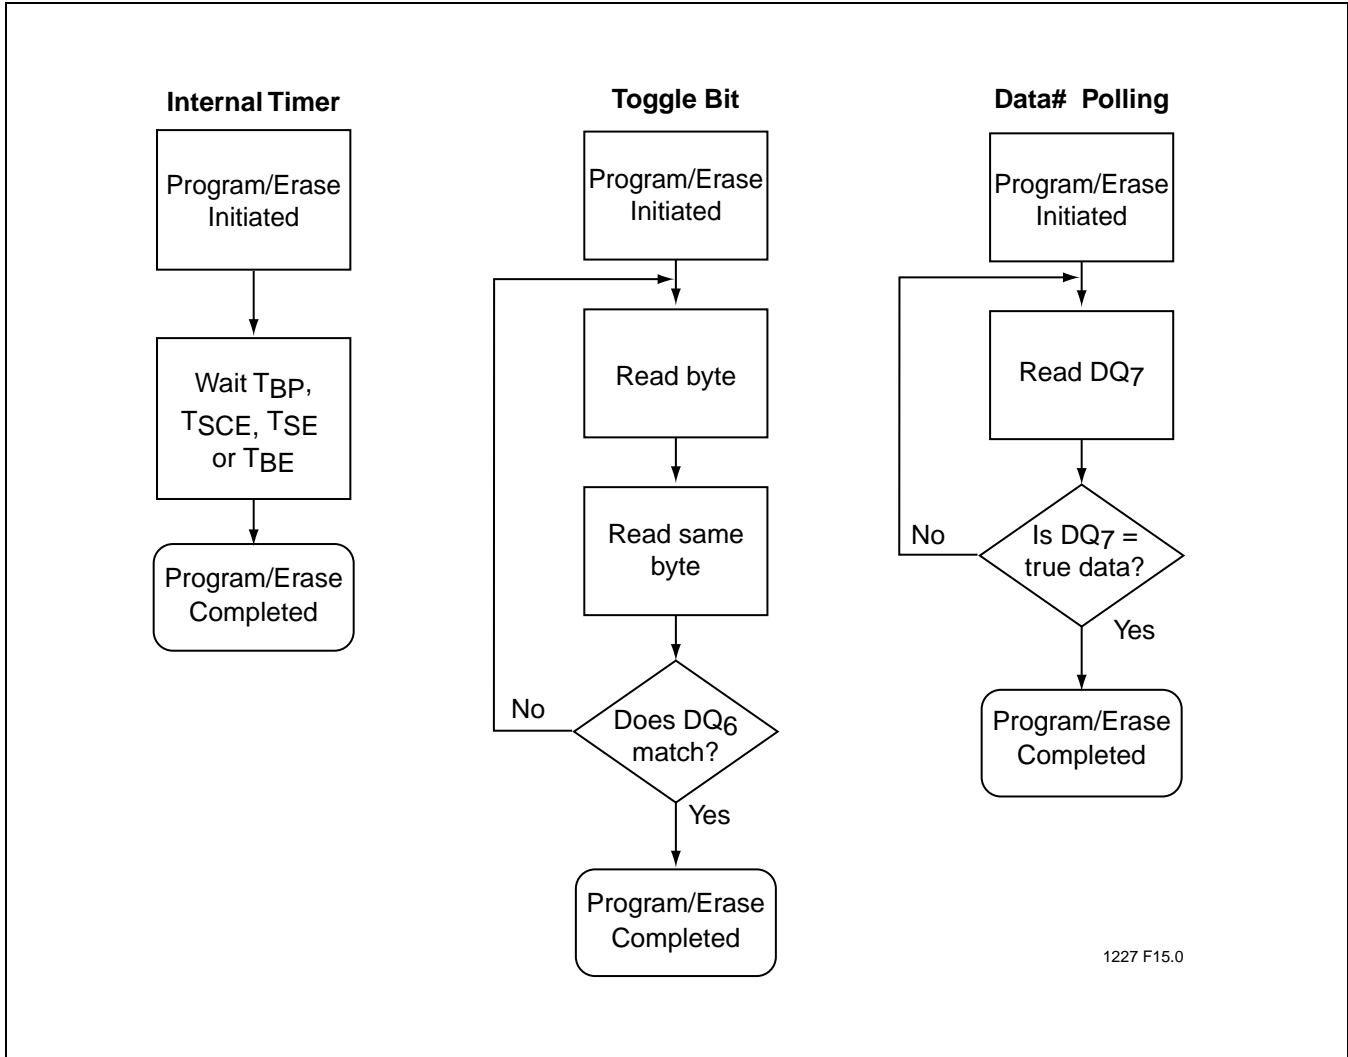 Internal Timer
Program/Erase
Initiated
Wait TBP,
TSCE, TSE
or TBE
Program/Erase
Completed
Toggle Bit
Program/Erase
Initiated
Read byte
Read same
byte
Does DQ6
match?
No
Yes
Program/Erase
Completed
Data# Polling
Program/Erase
Initiated
Read DQ7
Is DQ7 =
true data?
No
Yes
Program/Erase
Completed
1227 F15.0